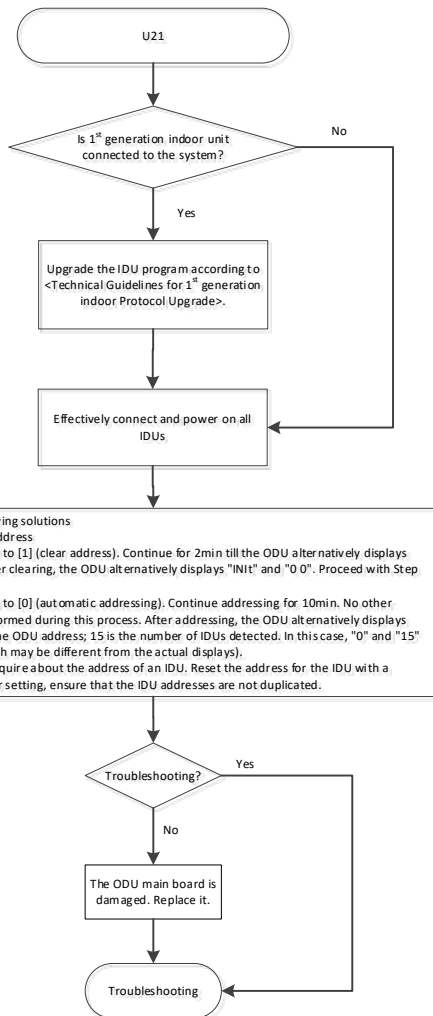 U21
Is 1st generation indoor unit
connected to the system?
No
Yes
Upgrade the IDU program according to
<Technical Guidelines for 1st generation
indoor Protocol Upgrade>.
Effectively connect and power on all
IDUs
ving solutions
ddress
to [1] (clear address). Continue for 2min till the ODU alternatively displays
er clearing, the ODU alternatively displays "INIt" and "0 0". Proceed with Step
to [0] (automatic addressing). Continue addressing for 10min. No other
ormed during this process. After addressing, the ODU alternatively displays
he ODU address; 15 is the number of IDUs detected. In this case, "0" and "15"
ch may be different from the actual displays).
quire about the address of an IDU. Reset the address for the IDU with a
r setting, ensure that the IDU addresses are not duplicated.
Troubleshooting?
Yes
No
The ODU main board is
damaged. Replace it.
Troubleshooting